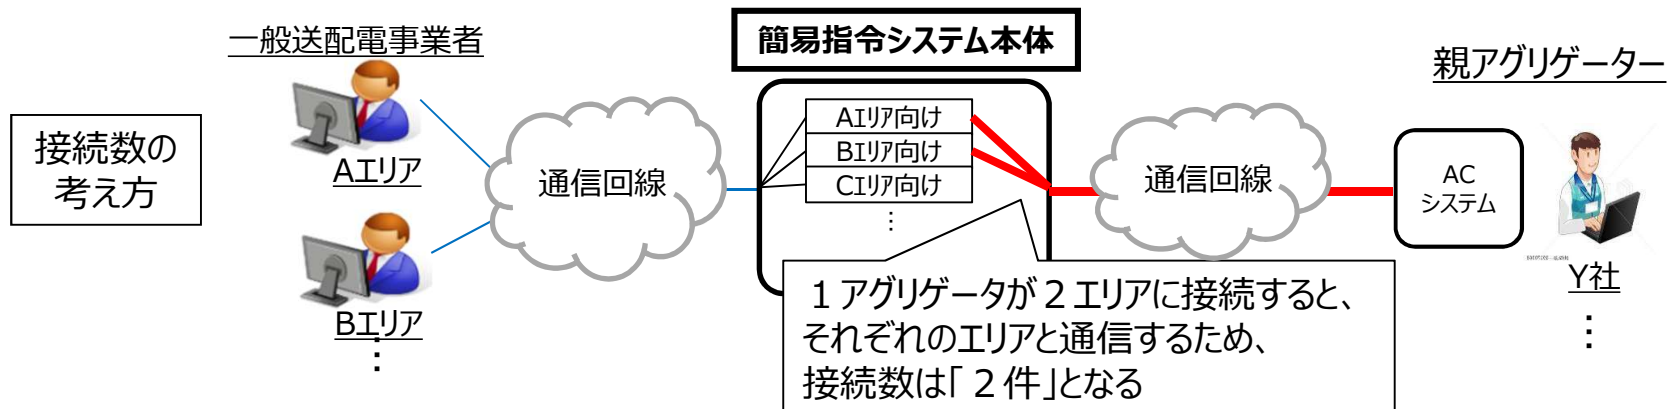 接続数の
考え方
一般送配電事業者
Aエリア
Bエリア
⋮
通信回線
簡易指令システム本体
Aエリア向け
Bエリア向け
Cエリア向け
⋮
1アグリゲータが2エリアに接続すると、
それぞれのエリアと通信するため、
接続数は「2件」となる
通信回線
親アグリゲーター
AC
システム
Y社
⋮